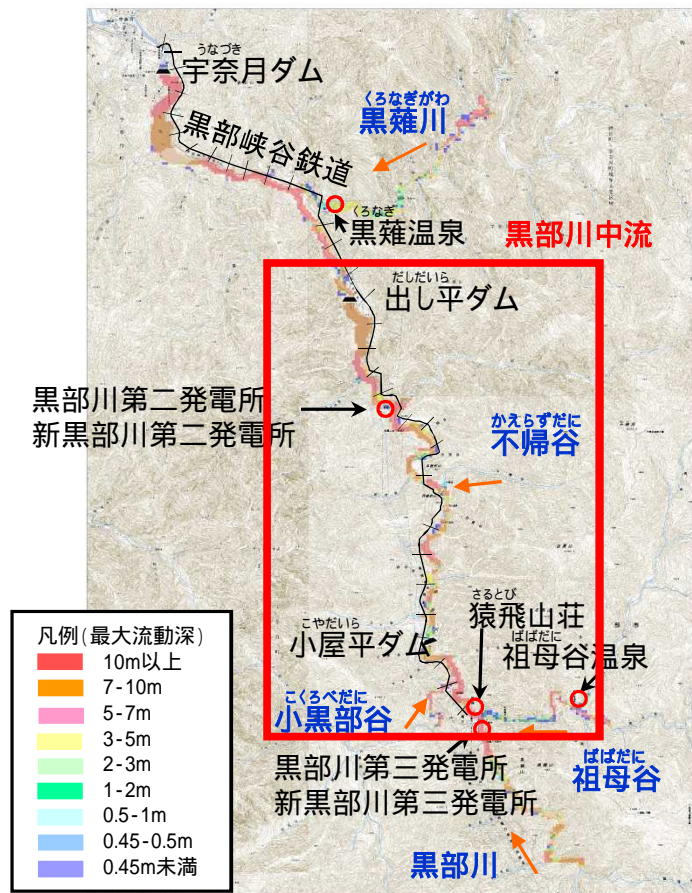 うなづき
宇奈月ダム
くろなぎがわ
黒薙川
黒部峡谷鉄道
くろなぎ
黒薙温泉
黒部川中流
だしだいら
出し平ダム
黒部川第二発電所
新黒部川第二発電所
かえらずだに
不帰谷
さるとび
猿飛山荘
こやだいら
小屋平ダム
ばばだに
祖母谷温泉
こくろべだに
小黒部谷
黒部川第三発電所
新黒部川第三発電所
ばばだに
祖母谷
黒部川
凡例(最大流動深)
10m以上
7-10m
5-7m
3-5m
2-3m
1-2m
0.5-1m
0.45-0.5m
0.45m未満